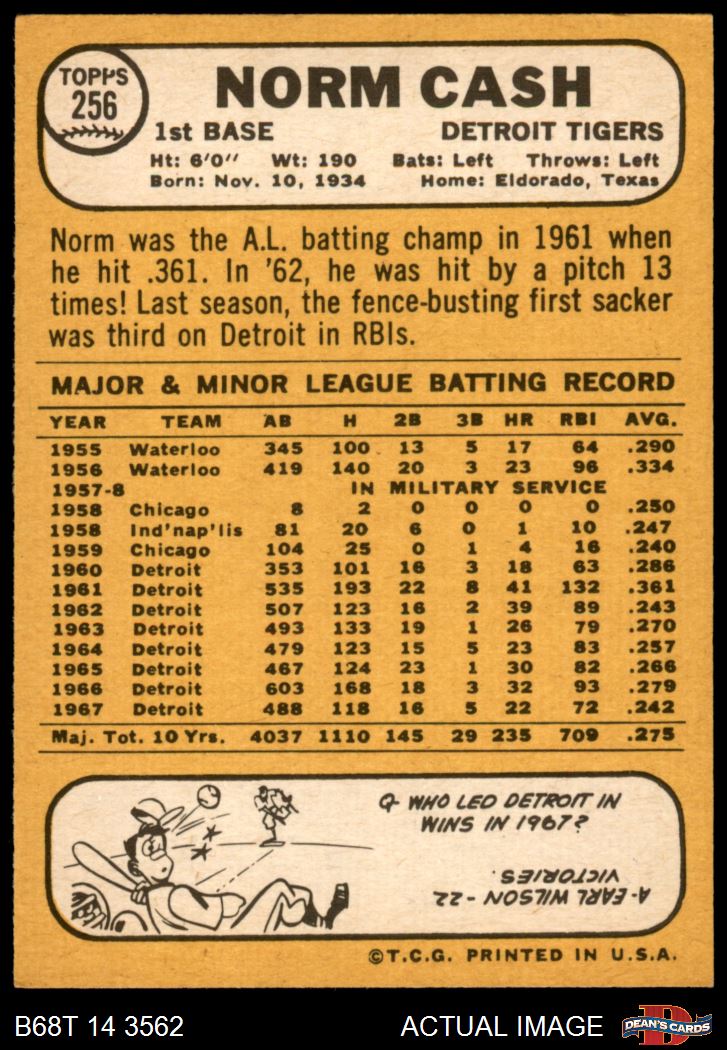 TOPPS
256
NORM CASH
1st BASE DETROIT TIGERS
Ht: 6'0" Wt: 190 Bats: Left Throws: Left
Born: Nov. 10, 1934 Home: Eldorado, Texas
Norm was the A.L. batting champ in 1961 when
he hit .361. In '62, he was hit by a pitch 13
times! Last season, the fence-busting first sacker
was third on Detroit in RBIs.
MAJOR & MINOR LEAGUE BATTING RECORD
YEAR TEAM AB H 2B 3B HR RBI AVG.
1955 Waterloo 345 100 13 5 17 64 .290
1956 Waterloo 419 140 20 3 23 96 .334
1957-8 IN MILITARY SERVICE
1958 Chicago 8 2 0 0 0 0 .250
1958 Ind'nap'lis 81 20 6 0 1 10 .247
1959 Chicago 104 25 0 1 4 16 .240
1960 Detroit 353 101 16 3 18 63 .286
1961 Detroit 535 193 22 8 41 132 .361
1962 Detroit 507 123 16 2 39 89 .243
1963 Detroit 493 133 19 1 26 79 .270
1964 Detroit 479 123 15 5 23 83 .257
1965 Detroit 467 124 23 1 30 82 .266
1966 Detroit 603 168 18 3 32 93 .279
1967 Detroit 488 118 16 5 22 72 .242
Maj. Tot. 10 Yrs. 4037 1110 145 29 235 709 .275
Q- WHO LED DETROIT IN
WINS IN 1967?
A- EARL WILSON - 22
VICTORIES.
©T.C.G. PRINTED IN U.S.A.
B68T 14 3562 ACTUAL IMAGE
D
DEAN'S CARDS